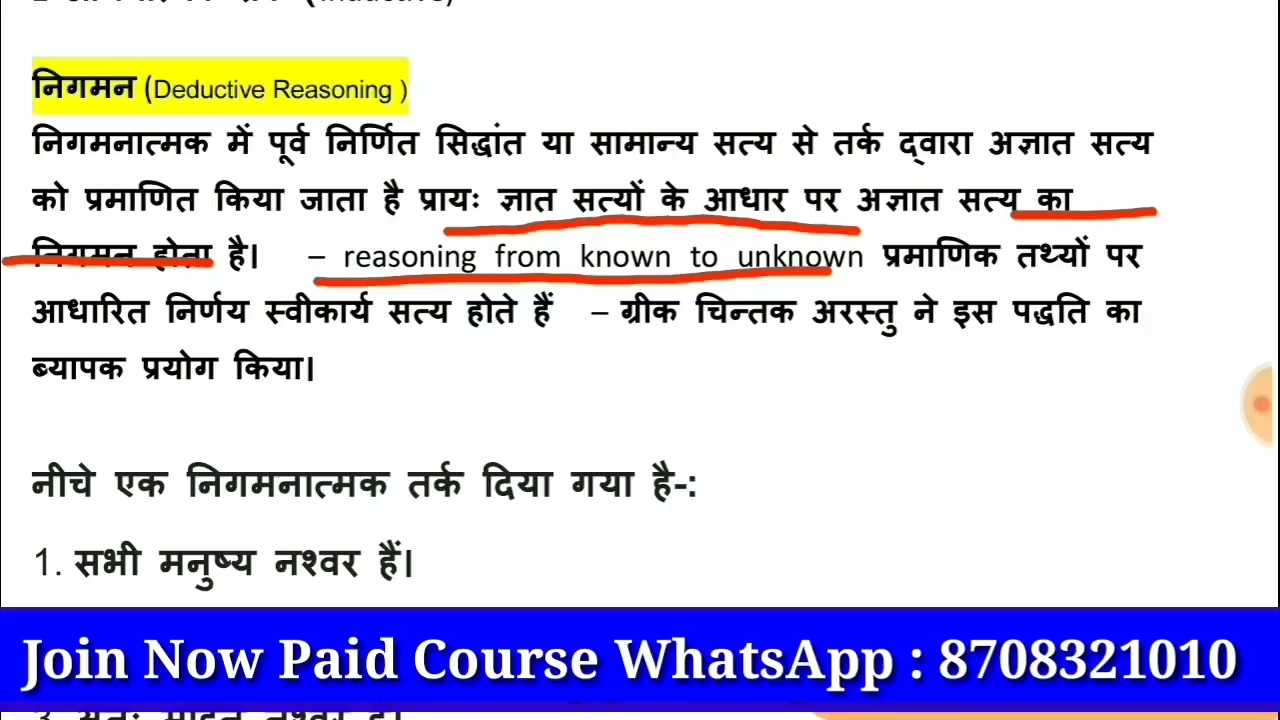 निगमन (Deductive Reasoning )
निगमनात्मक में पूर्व निर्णित सिद्धांत या सामान्य सत्य से तर्क द्वारा अज्ञात सत्य
को प्रमाणित किया जाता है प्रायः ज्ञात सत्यों के आधार पर अज्ञात सत्य का
निगमन होता है। – reasoning from known to unknown प्रमाणिक तथ्यों पर
आधारित निर्णय स्वीकार्य सत्य होते हैं – ग्रीक चिन्तक अरस्तु ने इस पद्धति का
ब्यापक प्रयोग किया।
नीचे एक निगमनात्मक तर्क दिया गया है-:
1. सभी मनुष्य नश्वर हैं।
Join Now Paid Course WhatsApp : 8708321010